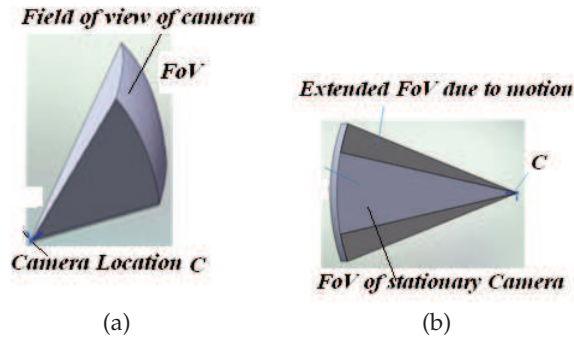 Field of view of camera
FoV
Camera Location C
(a)
Extended FoV due to motion
C
FoV of stationary Camera
(b)